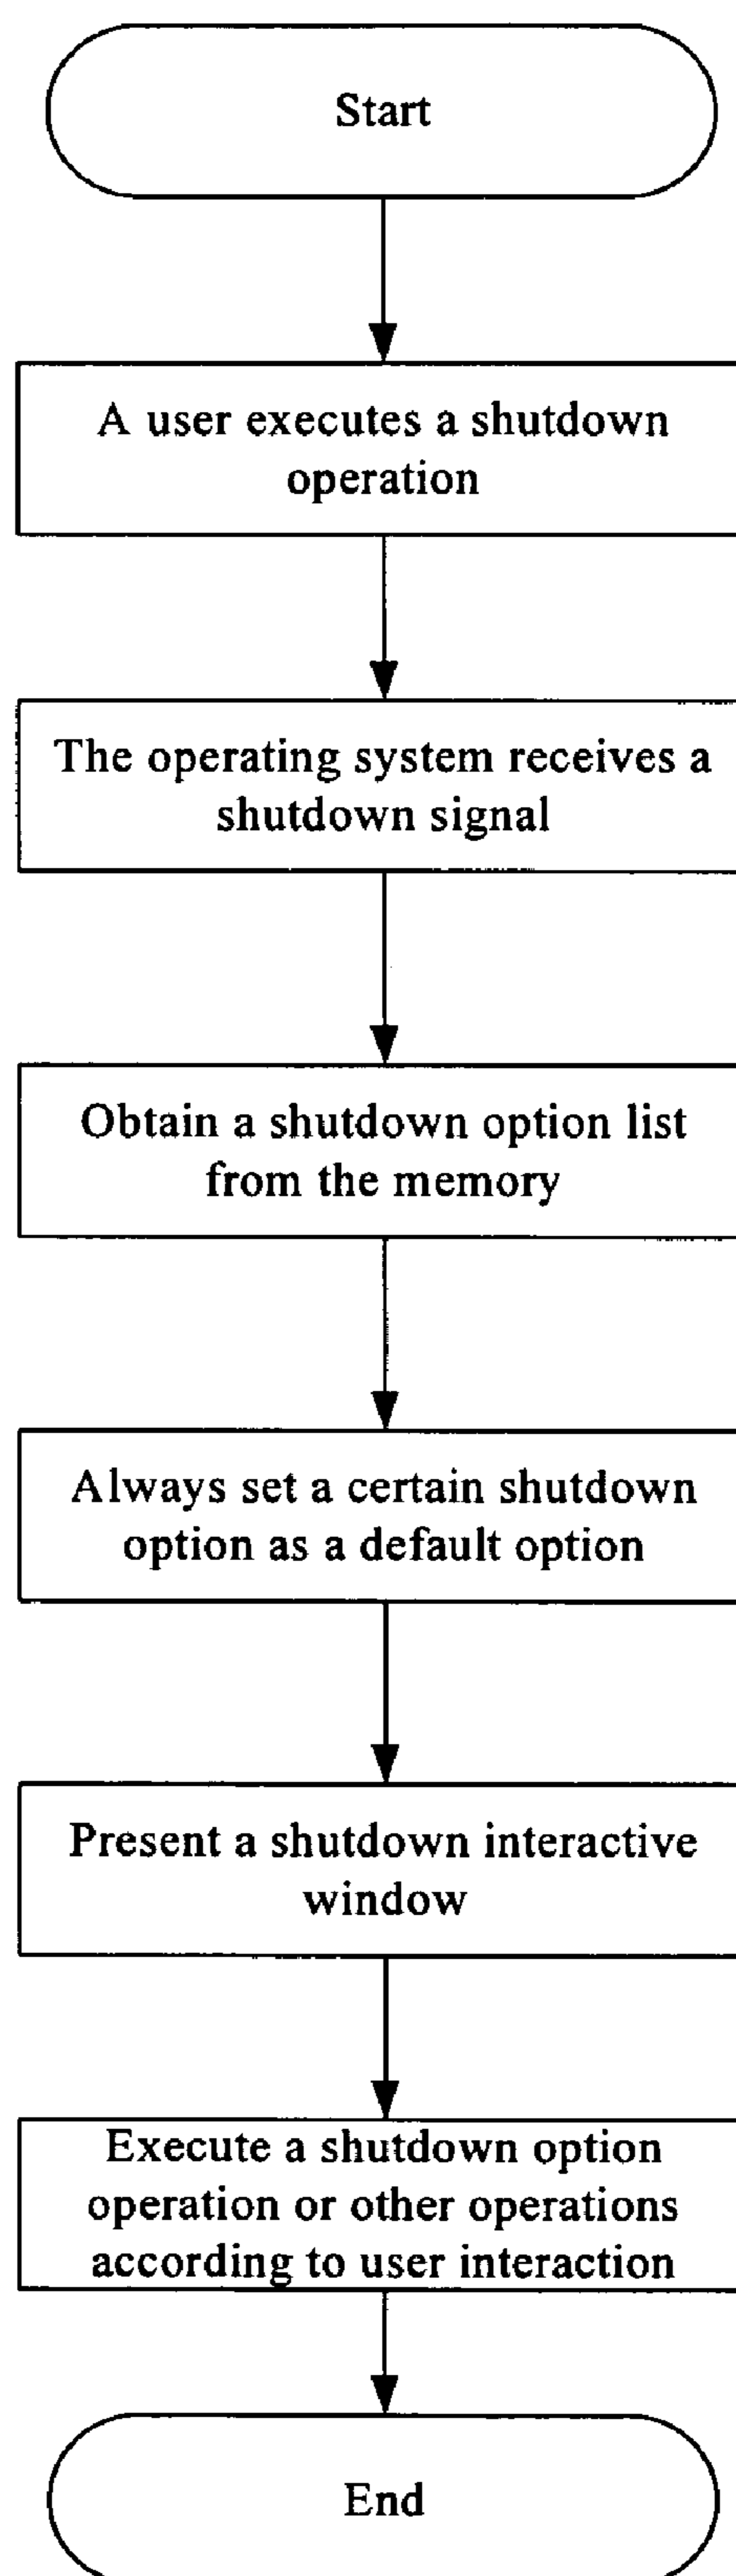 Start
A user executes a shutdown
operation
The operating system receives a
shutdown signal
Obtain a shutdown option list
from the memory
Always set a certain shutdown
option as a default option
Present a shutdown interactive
window
Execute a shutdown option
operation or other operations
according to user interaction
End